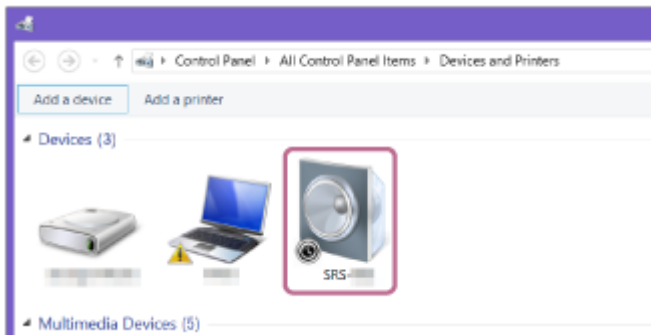 Control Panel All Control Panel Items Devices and Printers
Add a device Add a printer
Devices (3)
SRS-
Multimedia Devices (5)